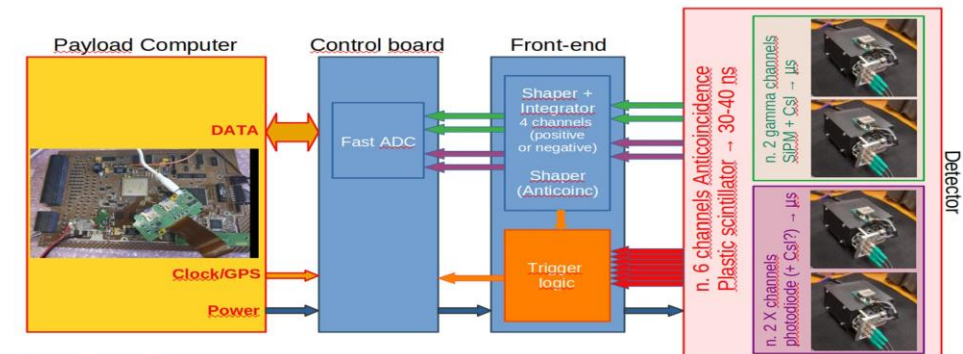 Payload Computer
Control board
Front-end
DATA
Clock/GPS
Power
Fast ADC
Shaper +
Integrator
4 channels
(positive
or negative)
Shaper
(Anticoinc)
Trigger
logic
n. 6 channels Anticoincidence
Plastic scintillator → 30-40 ns
n. 2 gamma channels
SiPM + CsI → µs
n. 2 X channels
photodiode (+ CsI?) → µs
Detector